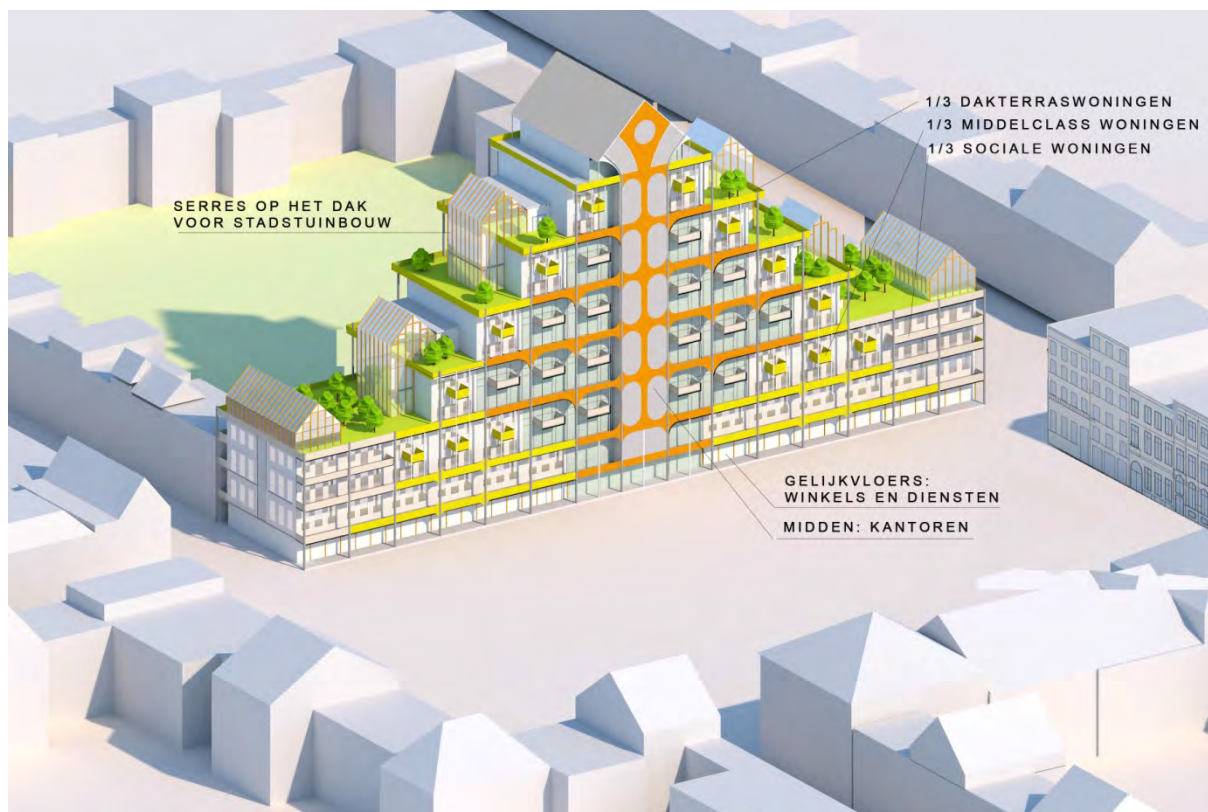 1/3 DAKTERRASWONINGEN
1/3 MIDDELCLASS WONINGEN
1/3 SOCIALE WONINGEN
SERRES OP HET DAK
VOOR STADSTUINBOUW
GELIJKVLOERS:
WINKELS EN DIENSTEN
MIDDEN: KANTOREN